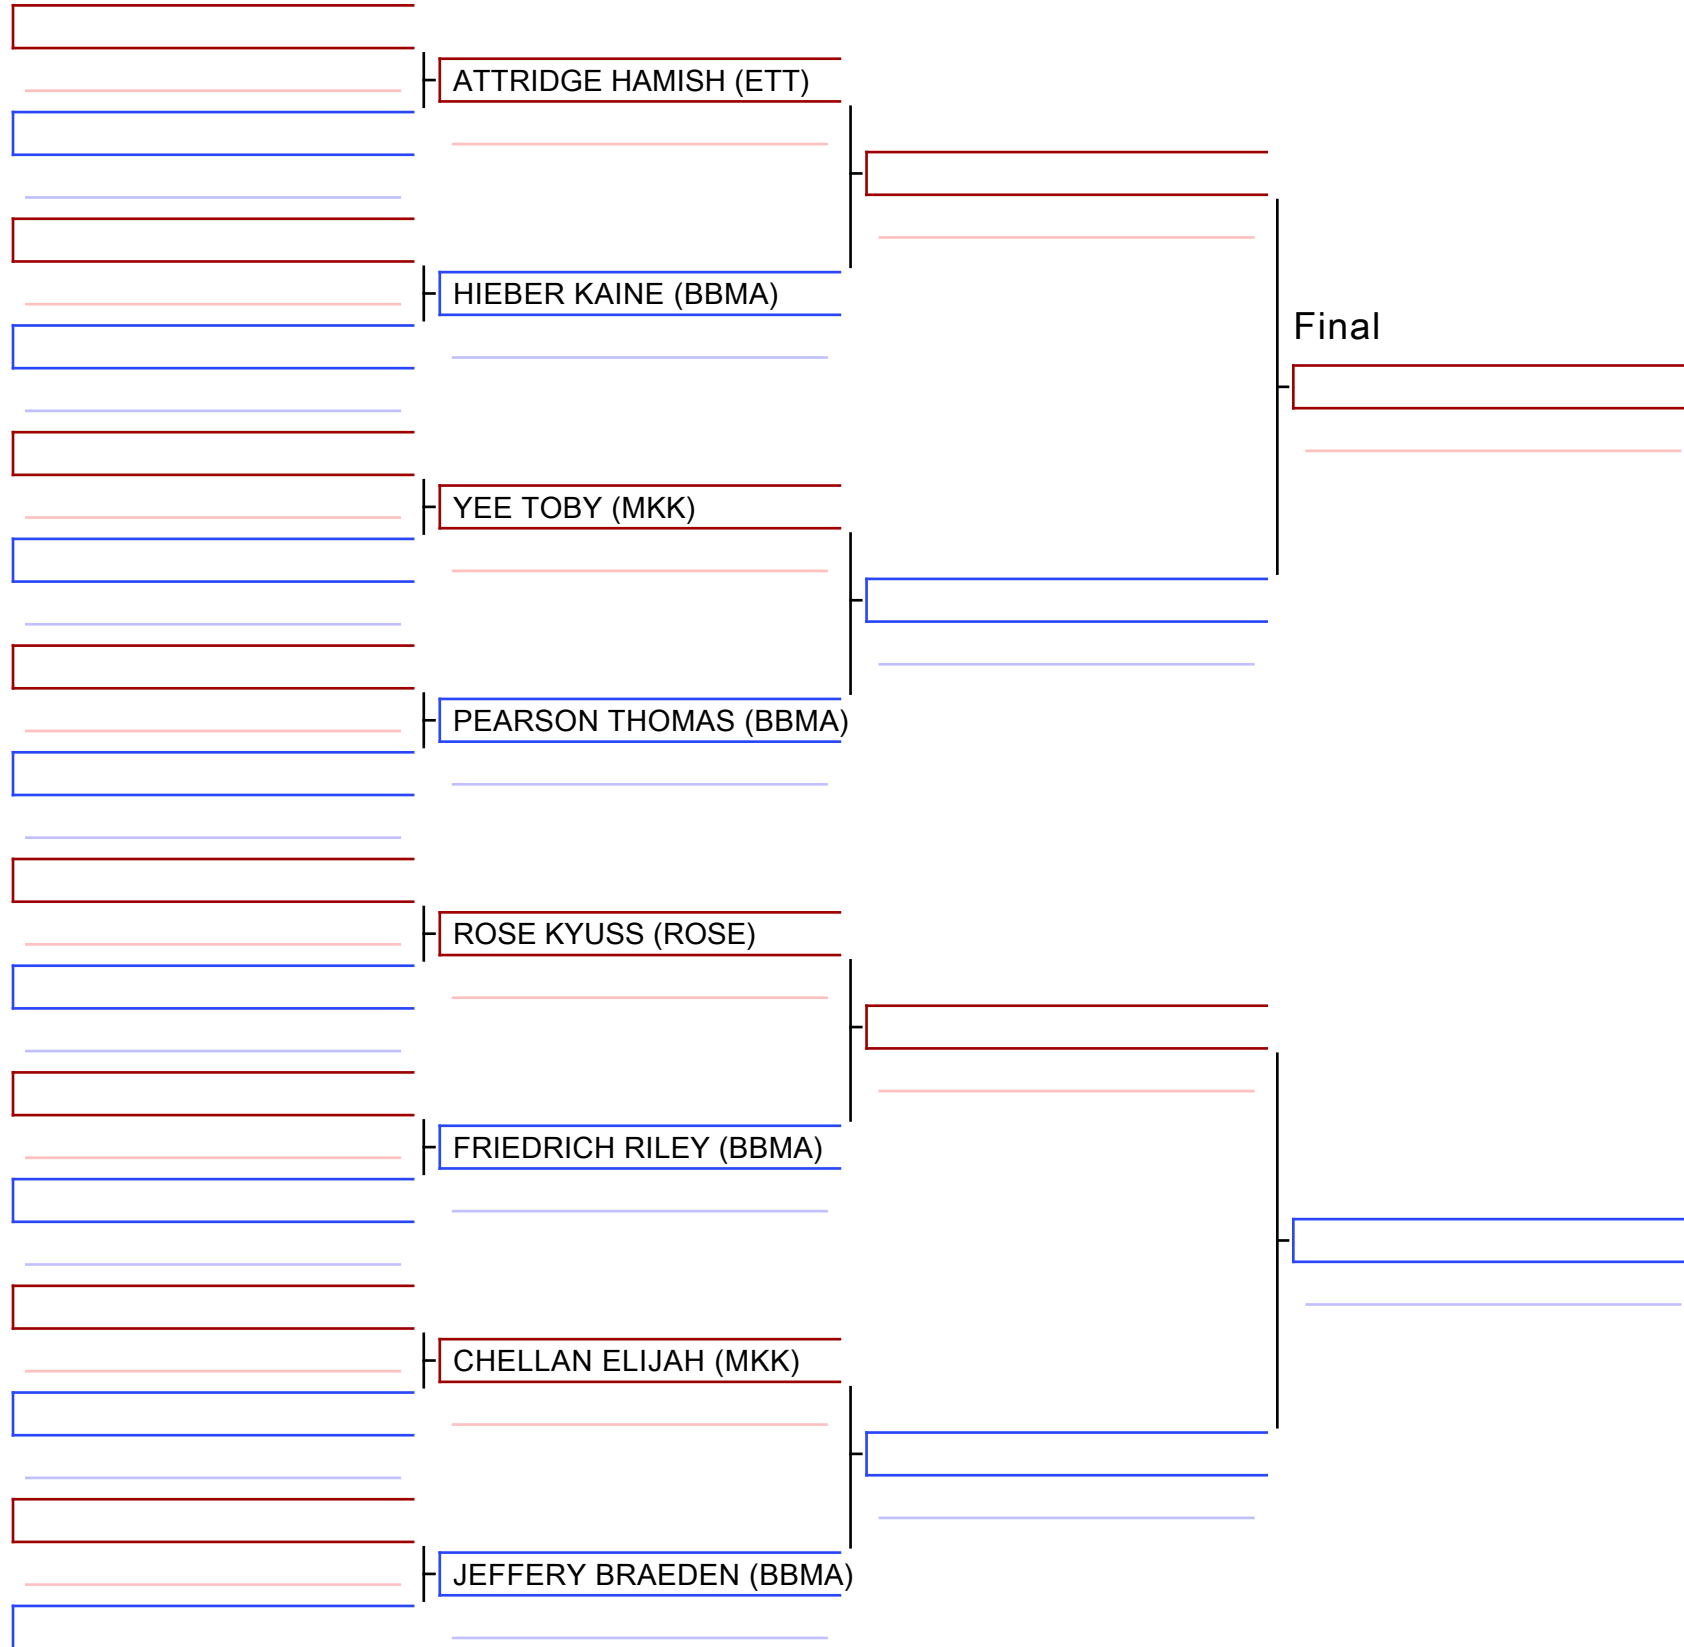 ATTRIDGE HAMISH (ETT)
HIEBER KAINE (BBMA)
Final
YEE TOBY (MKK)
PEARSON THOMAS (BBMA)
ROSE KYUSS (ROSE)
FRIEDRICH RILEY (BBMA)
CHELLAN ELIJAH (MKK)
JEFFERY BRAEDEN (BBMA)